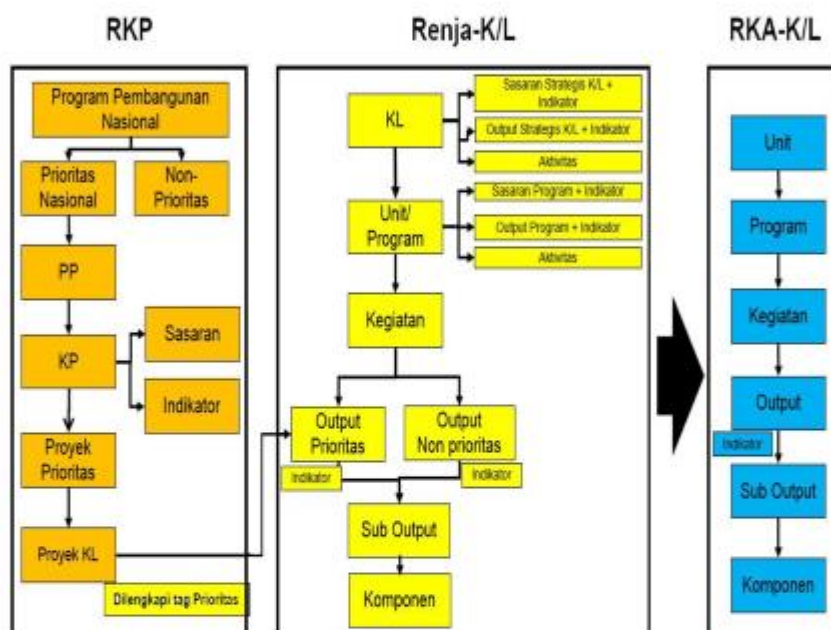 RKP
Program Pembangunan
Nasional
Prioritas
Nasional
Non-
Prioritas
PP
KP
Sasaran
Indikator
Proyek
Prioritas
Proyek KL
Dilengkapi tag Prioritas
Renja-K/L
KL
Sasaran Strategis K/L +
Indikator
Output Strategis K/L + Indikator
Aktivitas
Unit/
Program
Sasaran Program + Indikator
Output Program + Indikator
Aktivitas
Kegiatan
Output
Prioritas
Indikator
Output
Non prioritas
Indikator
Sub Output
Komponen
RKA-K/L
Unit
Program
Kegiatan
Output
Indikator
Sub Output
Komponen